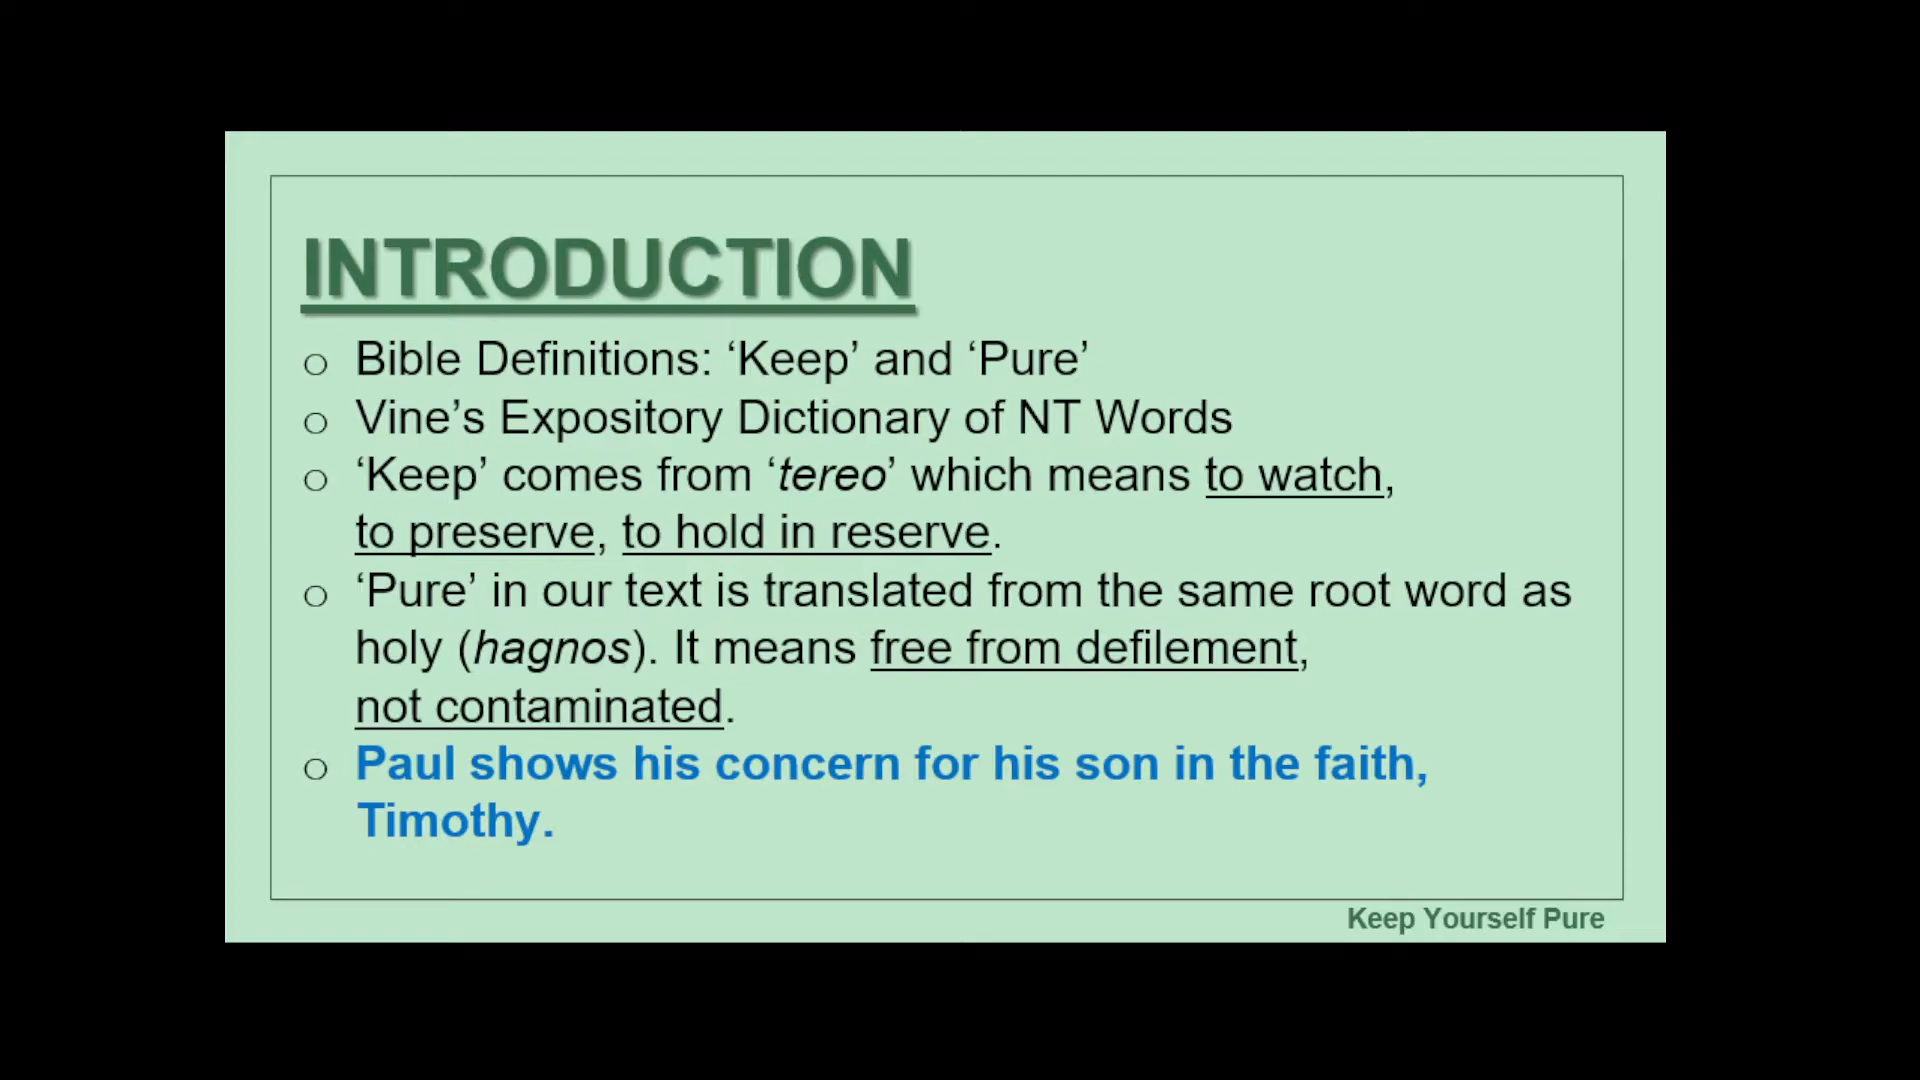 INTRODUCTION
○ Bible Definitions: ‘Keep’ and ‘Pure’
○ Vine’s Expository Dictionary of NT Words
○ ‘Keep’ comes from ‘tereo’ which means to watch,
to preserve, to hold in reserve.
○ ‘Pure’ in our text is translated from the same root word as
holy (hagnos). It means free from defilement,
not contaminated.
○ Paul shows his concern for his son in the faith,
Timothy.
Keep Yourself Pure